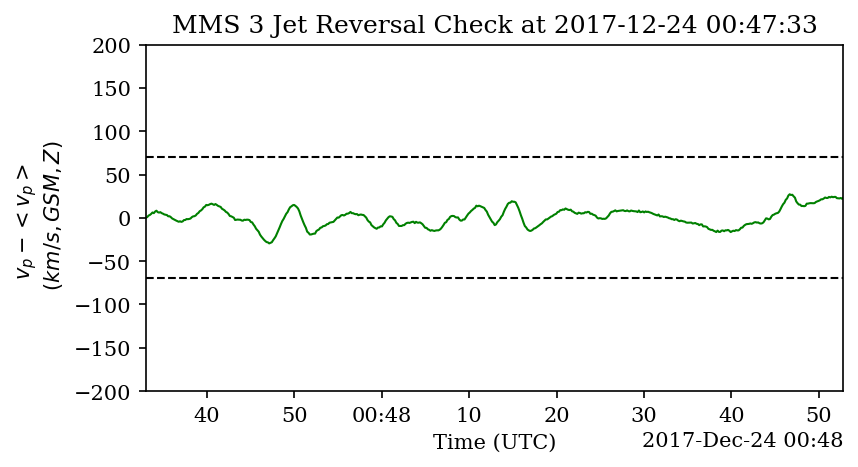 MMS 3 Jet Reversal Check at 2017-12-24 00:47:33
200
150
100
50
0
−50
−100
−150
−200
v_p − < v_p >
(km/s, GSM, Z)
40 50 00:48 10 20 30 40 50
Time (UTC)
2017-Dec-24 00:48